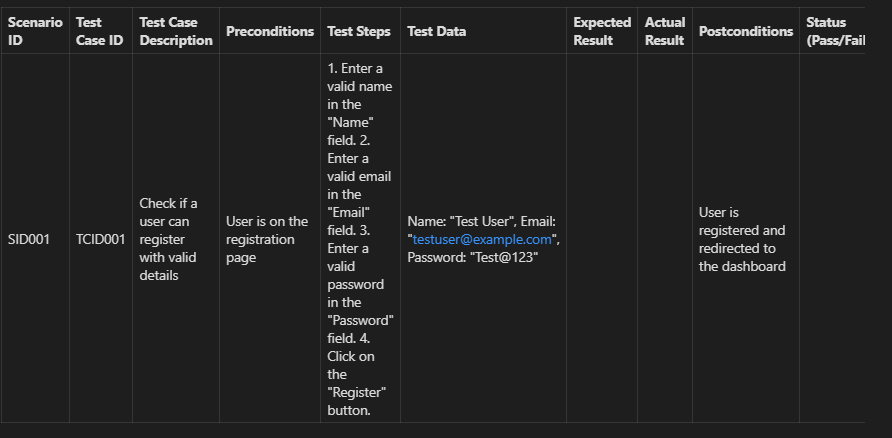 Scenario ID
Test Case ID
Test Case Description
Preconditions
Test Steps
Test Data
Expected Result
Actual Result
Postconditions
Status (Pass/Fail
SID001
TCID001
Check if a
user can
register
with valid
details
User is on the
registration
page
1. Enter a
valid name
in the
"Name"
field. 2.
Enter a
valid email
in the
"Email"
field. 3.
Enter a
valid
password
in the
"Password"
field. 4.
Click on
the
"Register"
button.
Name: "Test User", Email:
"testuser@example.com",
Password: "Test@123"
User is
registered and
redirected to
the dashboard